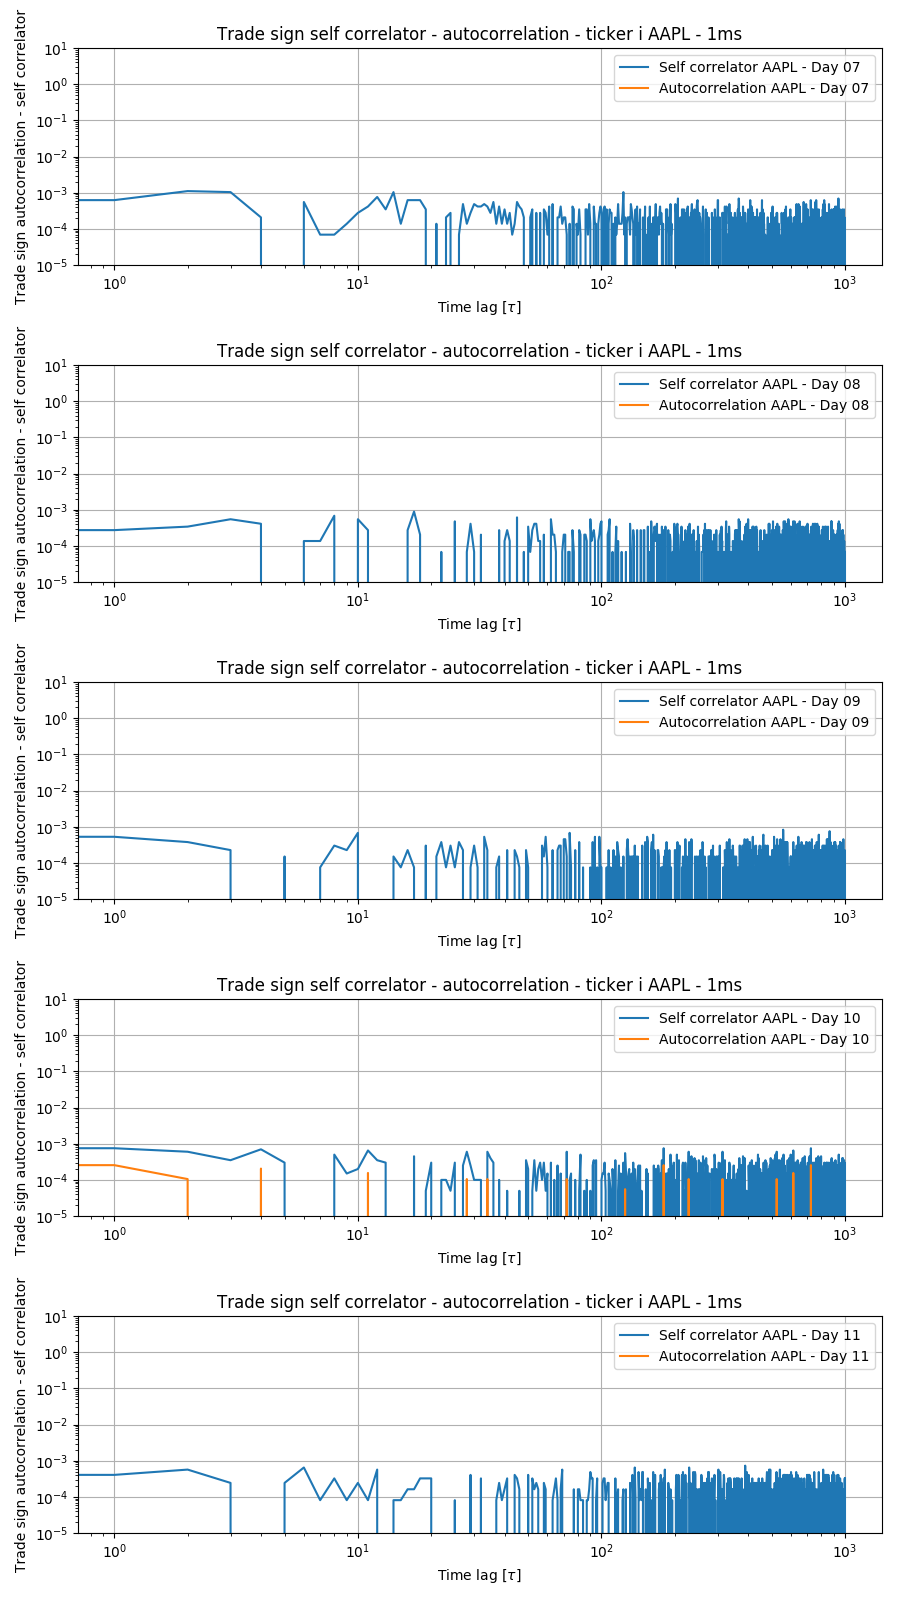 Trade sign self correlator - autocorrelation - ticker i AAPL - 1ms
Trade sign autocorrelation - self correlator
10^1
10^0
10^-1
10^-2
10^-3
10^-4
10^-5
Self correlator AAPL - Day 07
Autocorrelation AAPL - Day 07
10^0 10^1 10^2 10^3
Time lag [τ]
Trade sign self correlator - autocorrelation - ticker i AAPL - 1ms
Trade sign autocorrelation - self correlator
10^1
10^0
10^-1
10^-2
10^-3
10^-4
10^-5
Self correlator AAPL - Day 08
Autocorrelation AAPL - Day 08
10^0 10^1 10^2 10^3
Time lag [τ]
Trade sign self correlator - autocorrelation - ticker i AAPL - 1ms
Trade sign autocorrelation - self correlator
10^1
10^0
10^-1
10^-2
10^-3
10^-4
10^-5
Self correlator AAPL - Day 09
Autocorrelation AAPL - Day 09
10^0 10^1 10^2 10^3
Time lag [τ]
Trade sign self correlator - autocorrelation - ticker i AAPL - 1ms
Trade sign autocorrelation - self correlator
10^1
10^0
10^-1
10^-2
10^-3
10^-4
10^-5
Self correlator AAPL - Day 10
Autocorrelation AAPL - Day 10
10^0 10^1 10^2 10^3
Time lag [τ]
Trade sign self correlator - autocorrelation - ticker i AAPL - 1ms
Trade sign autocorrelation - self correlator
10^1
10^0
10^-1
10^-2
10^-3
10^-4
10^-5
Self correlator AAPL - Day 11
Autocorrelation AAPL - Day 11
10^0 10^1 10^2 10^3
Time lag [τ]